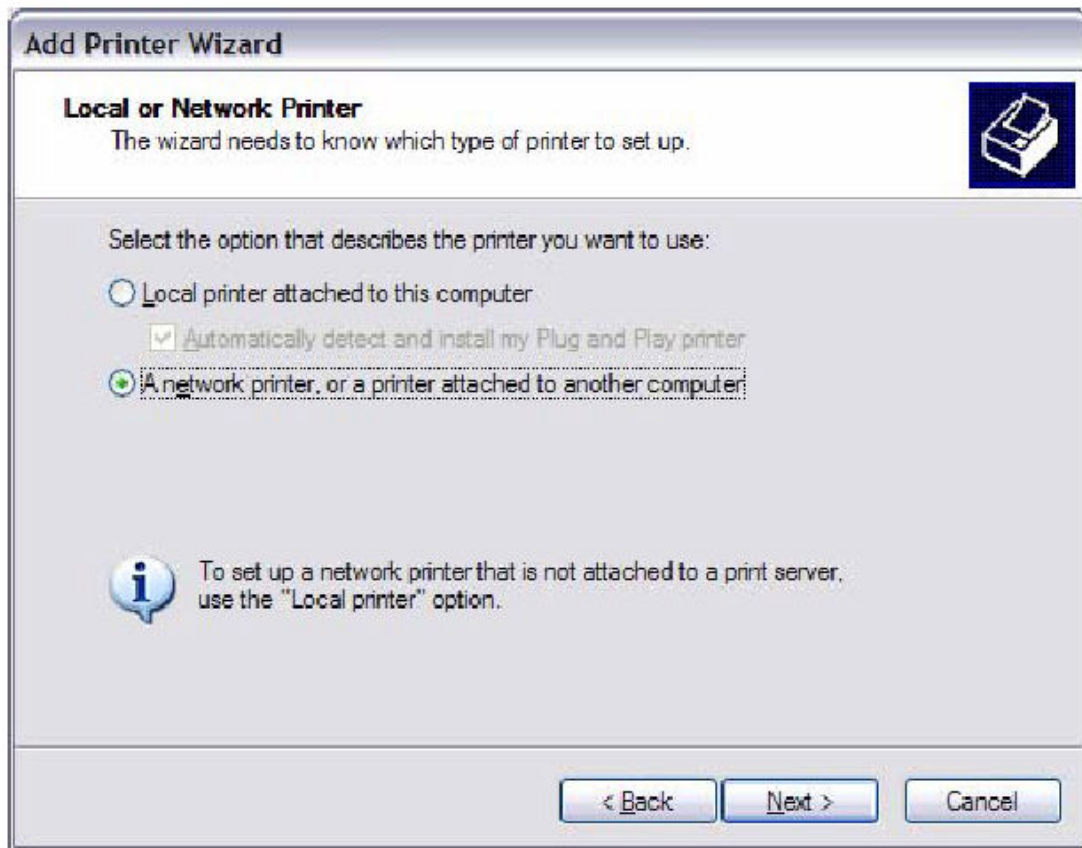 Add Printer Wizard
Local or Network Printer
The wizard needs to know which type of printer to set up.
Select the option that describes the printer you want to use:
Local printer attached to this computer
Automatically detect and install my Plug and Play printer
A network printer, or a printer attached to another computer
To set up a network printer that is not attached to a print server,
use the "Local printer" option.
< Back
Next >
Cancel